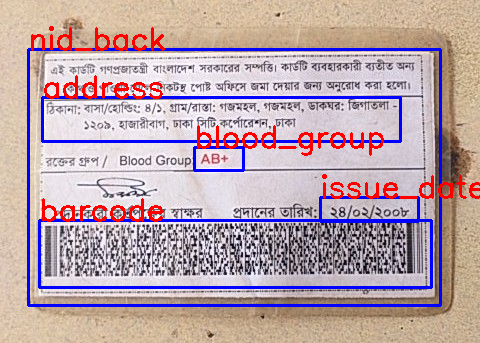 nid_back
এই কার্ডটি গণপ্রজাতন্ত্রী বাংলাদেশ সরকারের সম্পত্তি। কার্ডটি ব্যবহারকারী ব্যতীত অন্য
নিকটস্থ পোষ্ট অফিসে জমা দেয়ার জন্য অনুরোধ করা হলো।
address
ঠিকানা: বাসা/হোল্ডিং: ৪/১, গ্রাম/রাস্তা: গজমহল, গজমহল, ডাকঘর: জিগাতলা -
১২০৯, হাজারীবাগ, ঢাকা সিটি কর্পোরেশন, ঢাকা
blood_group
রক্তের গ্রুপ / Blood Group: AB+
issue_date
barcode
স্বাক্ষর প্রদানের তারিখ: ২৪/০২/২০০৮